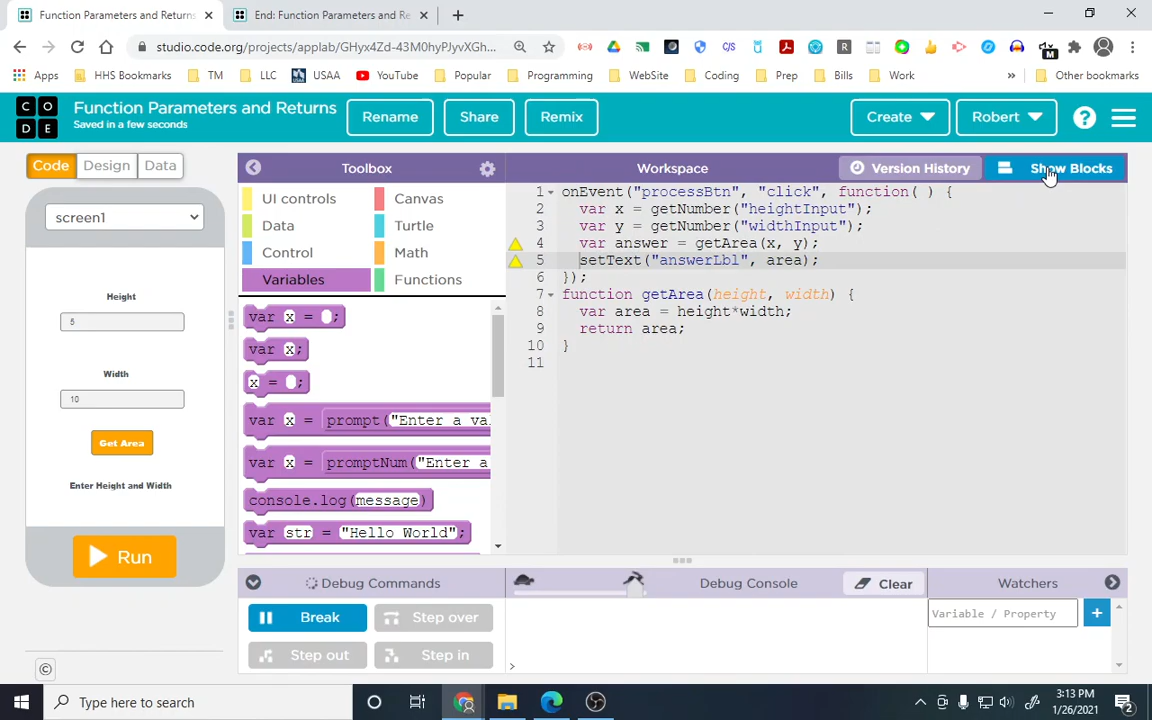 Function Parameters and Returns
End: Function Parameters and Re
studio.code.org/projects/applab/GHyx4Zd-43M0hyPJyvXGh...
Apps
HHS Bookmarks
TM
LLC
USAA
YouTube
Popular
Programming
WebSite
Coding
Prep
Bills
Work
»
Other bookmarks
C O
D E
Function Parameters and Returns
Saved in a few seconds
Rename
Share
Remix
Create
Robert
?
Code
Design
Data
Toolbox
Workspace
Version History
Show Blocks
screen1
Height
5
Width
10
Get Area
Enter Height and Width
Run
UI controls
Canvas
Data
Turtle
Control
Math
Variables
Functions
var x = ;
var x;
x = ;
var x = prompt("Enter a va
var x = promptNum("Enter a
console.log(message)
var str = "Hello World";
1 onEvent("processBtn", "click", function( ) {
2 var x = getNumber("heightInput");
3 var y = getNumber("widthInput");
4 var answer = getArea(x, y);
5 setText("answerLbl", area);
6 });
7 function getArea(height, width) {
8 var area = height*width;
9 return area;
10 }
11
Debug Commands
Debug Console
Clear
Watchers
Break
Step over
Step out
Step in
Variable / Property
+
>
©
Type here to search
3:13 PM
1/26/2021
2